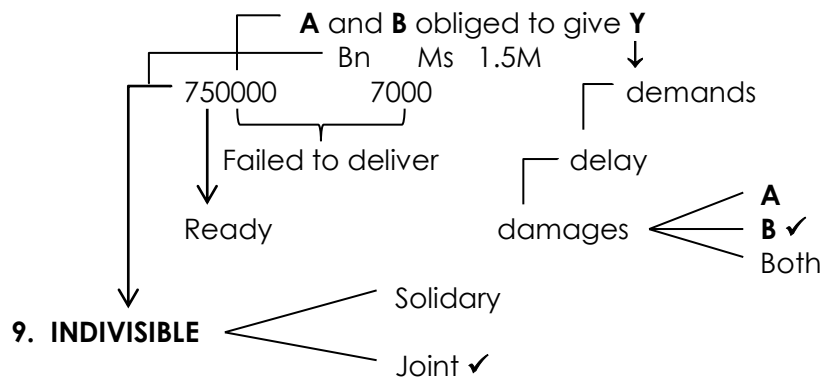 A and B obliged to give Y
Bn Ms 1.5M
750000 7000 demands
Failed to deliver delay
Ready damages A
B ✓
Both
Solidary
9. INDIVISIBLE
Joint ✓